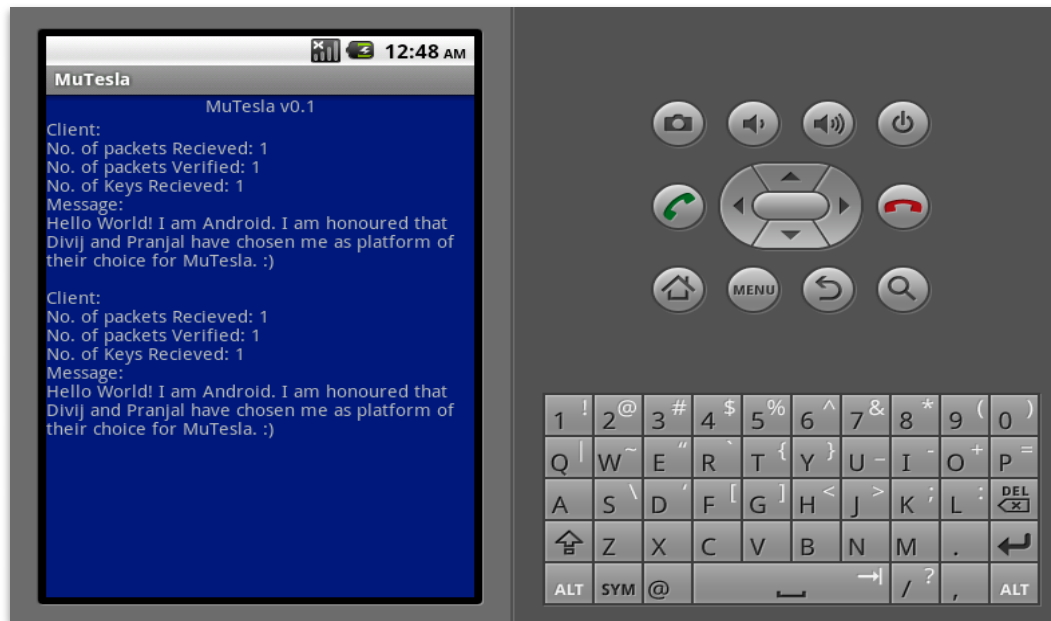 12:48 AM
MuTesla
MuTesla v0.1
Client:
No. of packets Recieved: 1
No. of packets Verified: 1
No. of Keys Recieved: 1
Message:
Hello World! I am Android. I am honoured that
Divij and Pranjal have chosen me as platform of
their choice for MuTesla. :)
Client:
No. of packets Recieved: 1
No. of packets Verified: 1
No. of Keys Recieved: 1
Message:
Hello World! I am Android. I am honoured that
Divij and Pranjal have chosen me as platform of
their choice for MuTesla. :)
MENU
1 ! 2 @ 3 # 4 $ 5 % 6 ^ 7 & 8 * 9 ( 0 )
Q | W ~ E " R ` T { Y } U _ I - O + P =
A S \ D ' F [ G ] H < J > K ; L : DEL
Z X C V B N M .
ALT SYM @ / ? , ALT